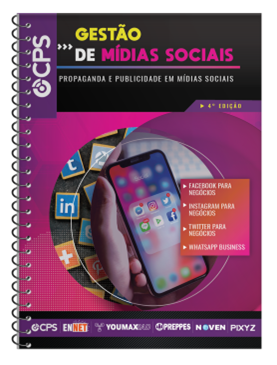 CPS
GESTÃO
DE MÍDIAS SOCIAIS
PROPAGANDA E PUBLICIDADE EM MÍDIAS SOCIAIS
4ª EDIÇÃO
FACEBOOK PARA
NEGÓCIOS
INSTAGRAM PARA
NEGÓCIOS
TWITTER PARA
NEGÓCIOS
WHATSAPP BUSINESS
in
CPS ENNET YOUMAX PREPPES NOVEN PIXYZ